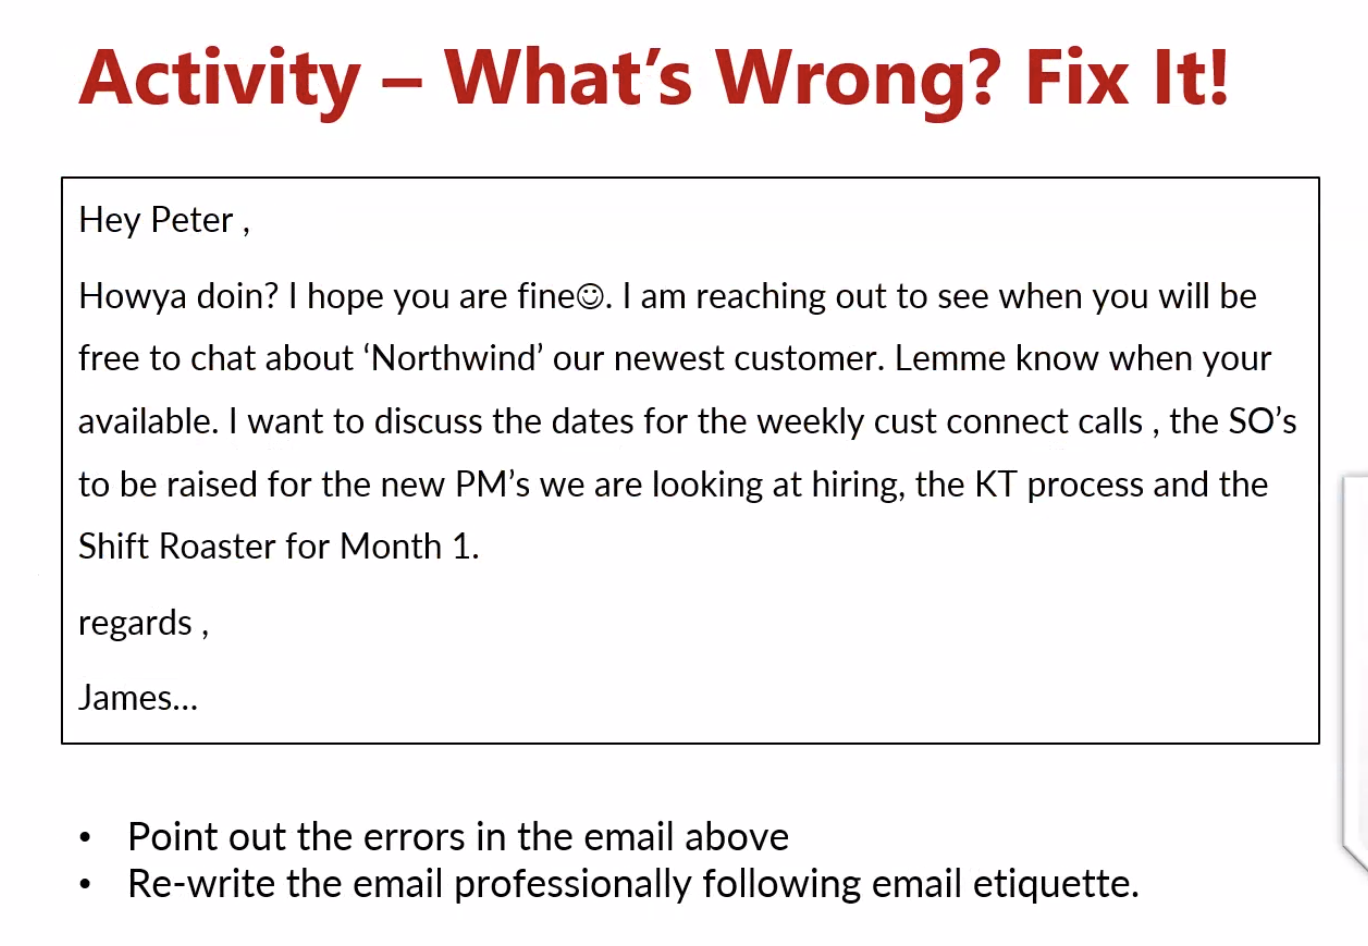 Activity – What’s Wrong? Fix It!
Hey Peter ,
Howya doin? I hope you are fine☺. I am reaching out to see when you will be
free to chat about ‘Northwind’ our newest customer. Lemme know when your
available. I want to discuss the dates for the weekly cust connect calls , the SO’s
to be raised for the new PM’s we are looking at hiring, the KT process and the
Shift Roaster for Month 1.
regards ,
James...
• Point out the errors in the email above
• Re-write the email professionally following email etiquette.